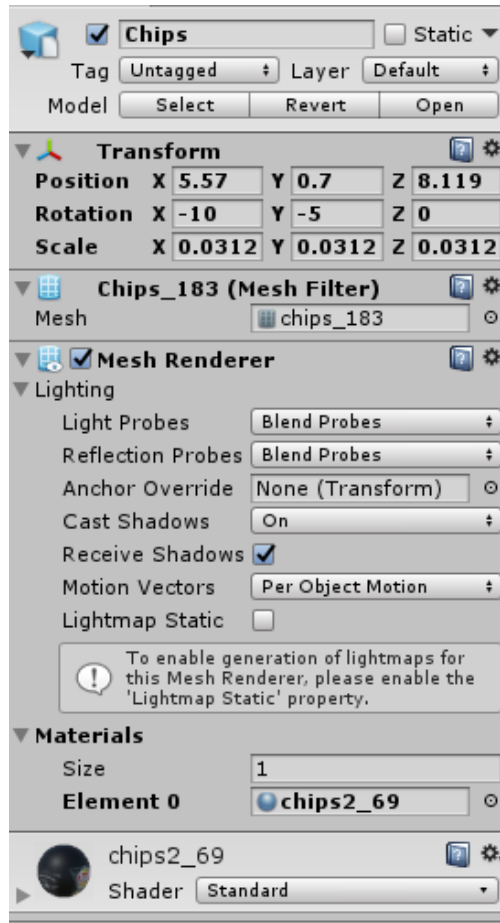 Chips Static
Tag Untagged Layer Default
Model Select Revert Open
Transform
Position X 5.57 Y 0.7 Z 8.119
Rotation X -10 Y -5 Z 0
Scale X 0.0312 Y 0.0312 Z 0.0312
Chips_183 (Mesh Filter)
Mesh chips_183
Mesh Renderer
Lighting
Light Probes Blend Probes
Reflection Probes Blend Probes
Anchor Override None (Transform)
Cast Shadows On
Receive Shadows
Motion Vectors Per Object Motion
Lightmap Static
To enable generation of lightmaps for
this Mesh Renderer, please enable the
'Lightmap Static' property.
Materials
Size 1
Element 0 chips2_69
chips2_69
Shader Standard